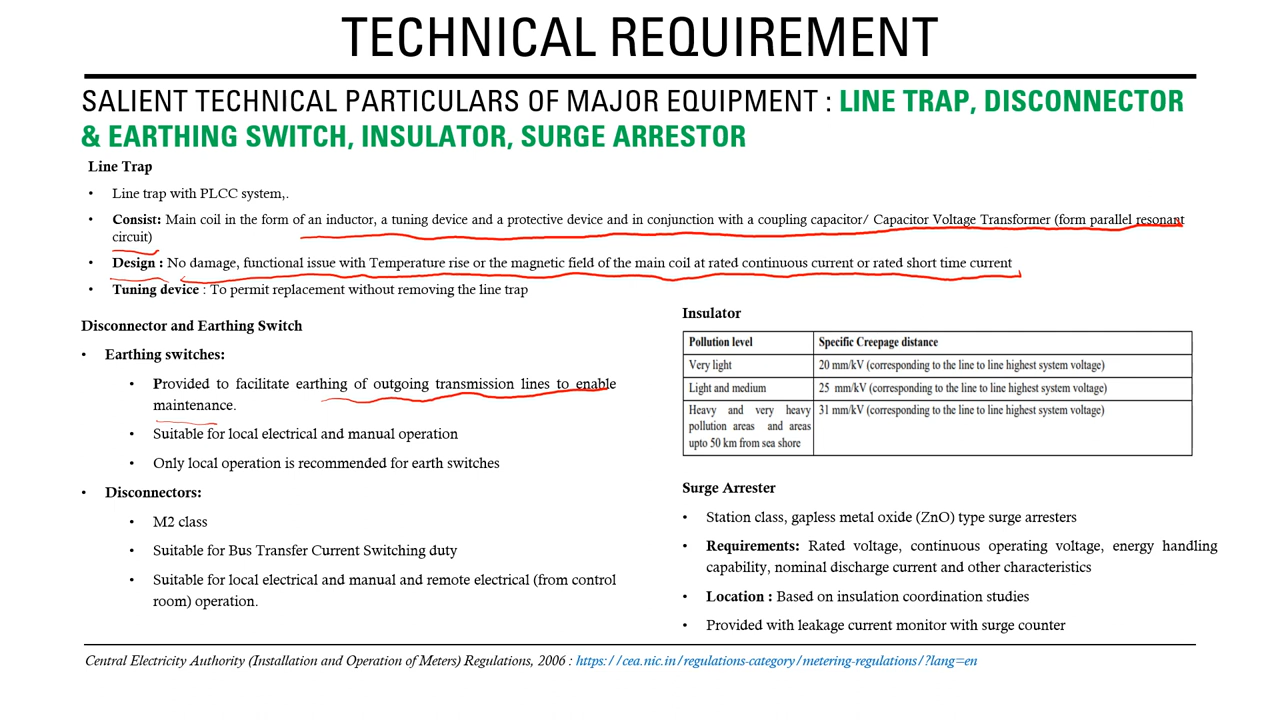 TECHNICAL REQUIREMENT
SALIENT TECHNICAL PARTICULARS OF MAJOR EQUIPMENT : LINE TRAP, DISCONNECTOR
& EARTHING SWITCH, INSULATOR, SURGE ARRESTOR
Line Trap
• Line trap with PLCC system,.
• Consist: Main coil in the form of an inductor, a tuning device and a protective device and in conjunction with a coupling capacitor/ Capacitor Voltage Transformer (form parallel resonant
circuit)
• Design : No damage, functional issue with Temperature rise or the magnetic field of the main coil at rated continuous current or rated short time current
• Tuning device : To permit replacement without removing the line trap
Disconnector and Earthing Switch
• Earthing switches:
• Provided to facilitate earthing of outgoing transmission lines to enable
maintenance.
• Suitable for local electrical and manual operation
• Only local operation is recommended for earth switches
• Disconnectors:
• M2 class
• Suitable for Bus Transfer Current Switching duty
• Suitable for local electrical and manual and remote electrical (from control
room) operation.
Insulator
Pollution level Specific Creepage distance
Very light 20 mm/kV (corresponding to the line to line highest system voltage)
Light and medium 25 mm/kV (corresponding to the line to line highest system voltage)
Heavy and very heavy 31 mm/kV (corresponding to the line to line highest system voltage)
pollution areas and areas
upto 50 km from sea shore
Surge Arrester
• Station class, gapless metal oxide (ZnO) type surge arresters
• Requirements: Rated voltage, continuous operating voltage, energy handling
capability, nominal discharge current and other characteristics
• Location : Based on insulation coordination studies
• Provided with leakage current monitor with surge counter
Central Electricity Authority (Installation and Operation of Meters) Regulations, 2006 : https://cea.nic.in/regulations-category/metering-regulations/?lang=en